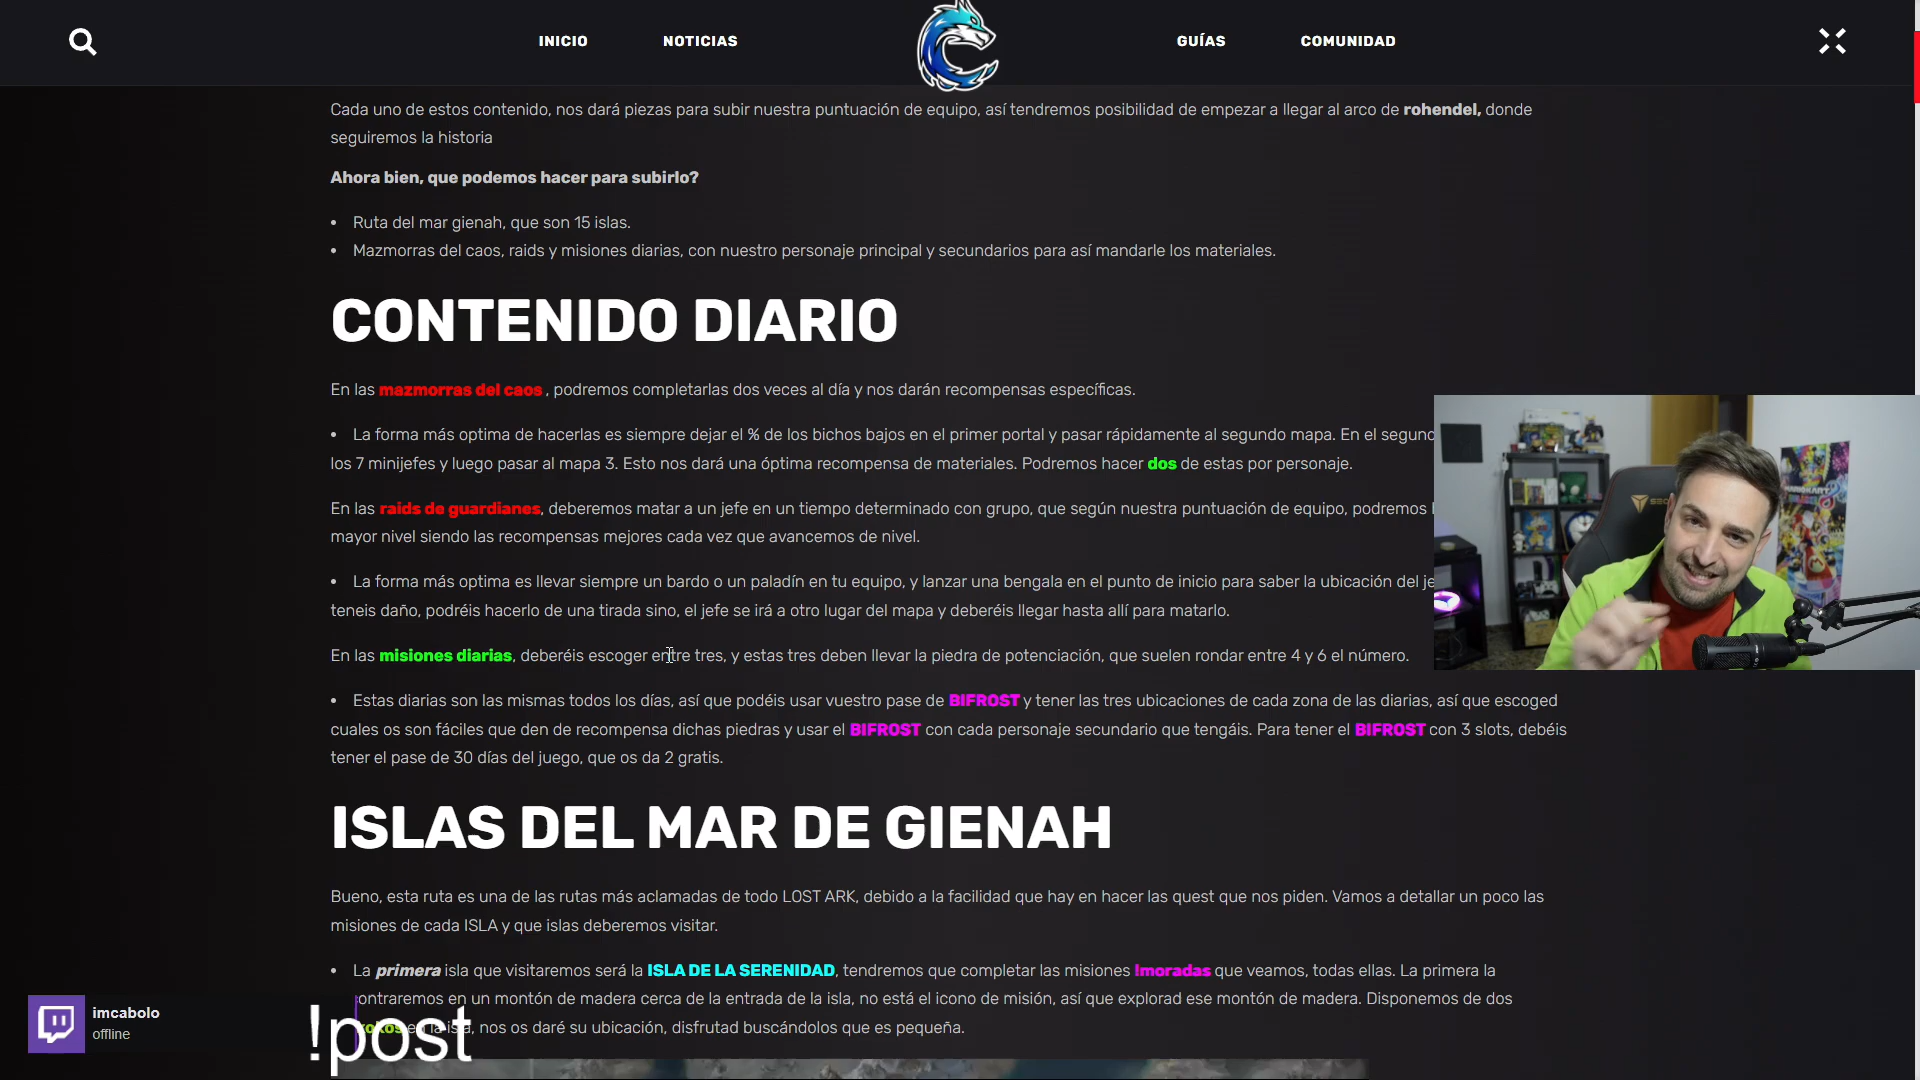 INICIO NOTICIAS GUÍAS COMUNIDAD
Cada uno de estos contenido, nos dará piezas para subir nuestra puntuación de equipo, así tendremos posibilidad de empezar a llegar al arco de rohendel, donde
seguiremos la historia
Ahora bien, que podemos hacer para subirlo?
• Ruta del mar gienah, que son 15 islas.
• Mazmorras del caos, raids y misiones diarias, con nuestro personaje principal y secundarios para así mandarle los materiales.
CONTENIDO DIARIO
En las mazmorras del caos , podremos completarlas dos veces al día y nos darán recompensas específicas.
• La forma más optima de hacerlas es siempre dejar el % de los bichos bajos en el primer portal y pasar rápidamente al segundo mapa. En el
los 7 minijefes y luego pasar al mapa 3. Esto nos dará una óptima recompensa de materiales. Podremos hacer dos de estas por personaje.
En las raids de guardianes, deberemos matar a un jefe en un tiempo determinado con grupo, que según nuestra puntuación de equipo, podremos
mayor nivel siendo las recompensas mejores cada vez que avancemos de nivel.
• La forma más optima es llevar siempre un bardo o un paladín en tu equipo, y lanzar una bengala en el punto de inicio para saber la ubicación del
teneis daño, podréis hacerlo de una tirada sino, el jefe se irá a otro lugar del mapa y deberéis llegar hasta allí para matarlo.
En las misiones diarias, deberéis escoger entre tres, y estas tres deben llevar la piedra de potenciación, que suelen rondar entre 4 y 6 el número.
• Estas diarias son las mismas todos los días, así que podéis usar vuestro pase de BIFROST y tener las tres ubicaciones de cada zona de las diarias, así que escoged
cuales os son fáciles que den de recompensa dichas piedras y usar el BIFROST con cada personaje secundario que tengáis. Para tener el BIFROST con 3 slots, debéis
tener el pase de 30 días del juego, que os da 2 gratis.
ISLAS DEL MAR DE GIENAH
Bueno, esta ruta es una de las rutas más aclamadas de todo LOST ARK, debido a la facilidad que hay en hacer las quest que nos piden. Vamos a detallar un poco las
misiones de cada ISLA y que islas deberemos visitar.
• La primera isla que visitaremos será la ISLA DE LA SERENIDAD, tendremos que completar las misiones !moradas que veamos, todas ellas. La primera la
ontraremos en un montón de madera cerca de la entrada de la isla, no está el icono de misión, así que explorad ese montón de madera. Disponemos de dos
en la isla, nos os daré su ubicación, disfrutad buscándolos que es pequeña.
imcabolo
offline
!post